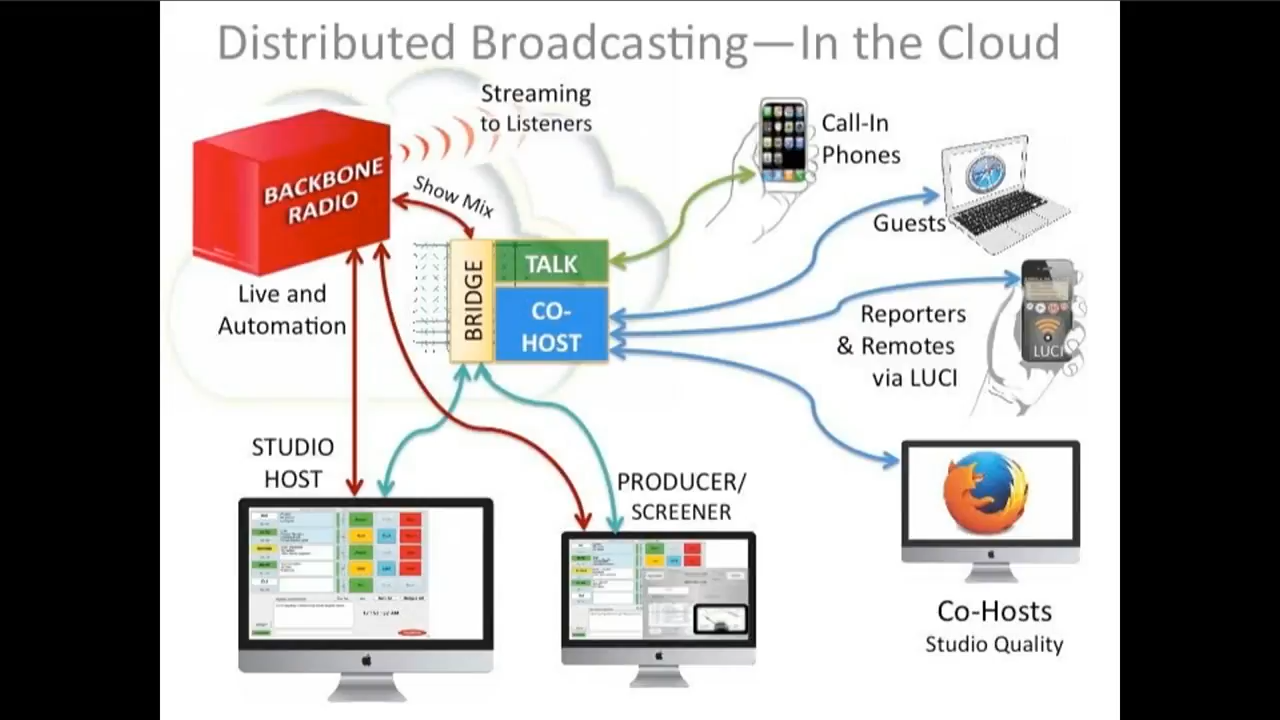 Distributed Broadcasting—In the Cloud
Streaming
to Listeners
BACKBONE
RADIO
Show Mix
Live and
Automation
BRIDGE
TALK
CO-
HOST
Call-In
Phones
Guests
Reporters
& Remotes
via LUCI
LUCI
STUDIO
HOST
PRODUCER/
SCREENER
Co-Hosts
Studio Quality